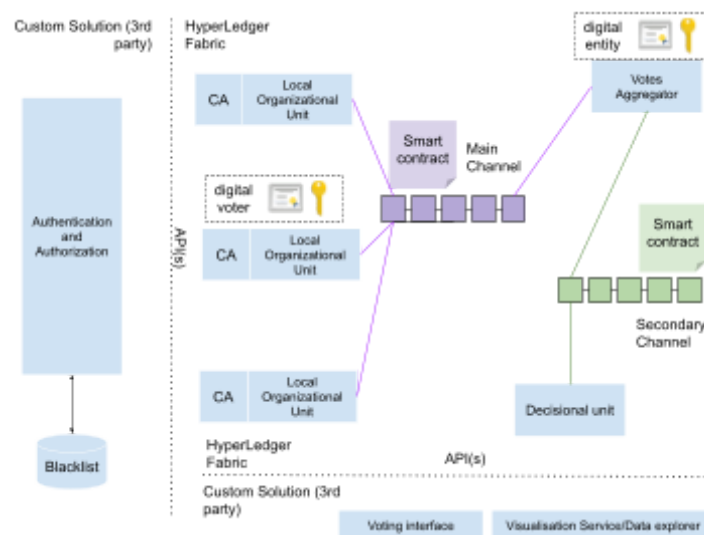 Custom Solution (3rd
party)
Authentication
and
Authorization
Blacklist
API(s)
HyperLedger
Fabric
CA
Local
Organizational
Unit
digital
voter
CA
Local
Organizational
Unit
CA
Local
Organizational
Unit
Smart
contract
Main
Channel
digital
entity
Votes
Aggregator
Smart
contract
Secondary
Channel
Decisional unit
HyperLedger
Fabric
API(s)
Custom Solution (3rd
party)
Voting interface
Visualisation Service/Data explorer